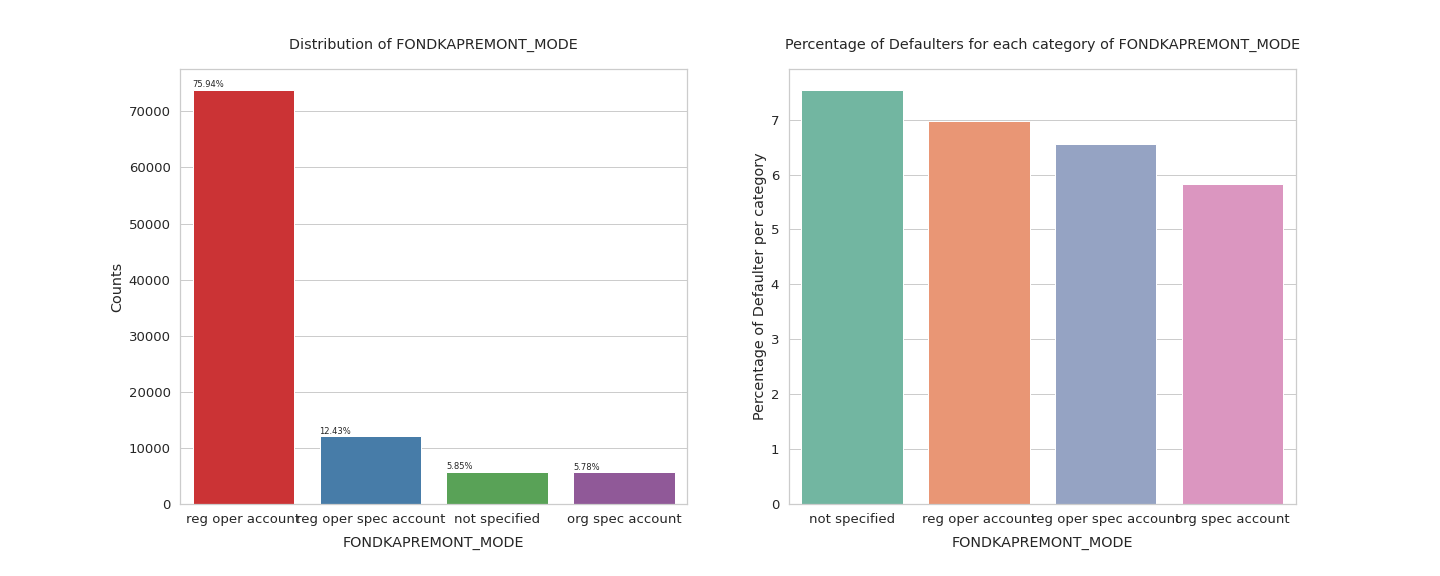 Distribution of FONDKAPREMONT_MODE
75.94%
12.43%
5.85%
5.78%
70000
60000
50000
40000
30000
20000
10000
0
Counts
reg oper account reg oper spec account not specified org spec account
FONDKAPREMONT_MODE
Percentage of Defaulters for each category of FONDKAPREMONT_MODE
7
6
5
4
3
2
1
0
Percentage of Defaulter per category
not specified reg oper account reg oper spec account org spec account
FONDKAPREMONT_MODE